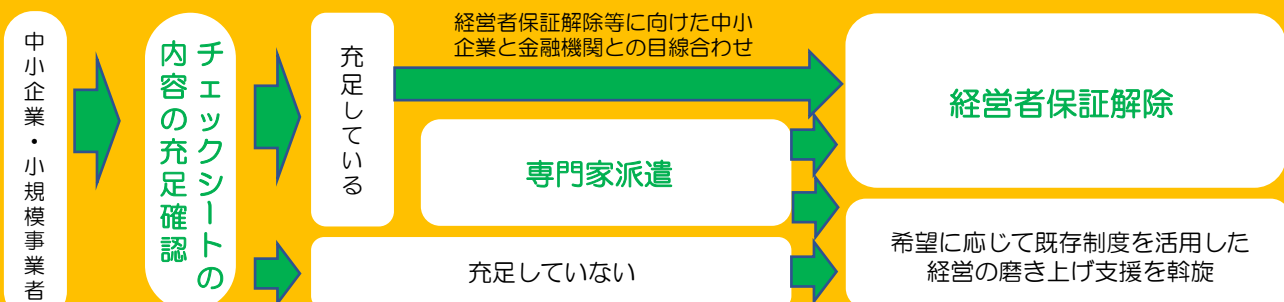 中小企業・小規模事業者
チェックシートの
内容の充足確認
充足している
経営者保証解除等に向けた中小
企業と金融機関との目線合わせ
専門家派遣
充足していない
経営者保証解除
希望に応じて既存制度を活用した
経営の磨き上げ支援を斡旋